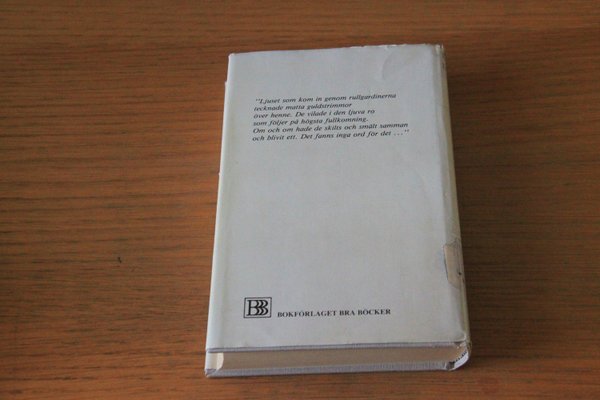 "Ljuset som kom in genom rullgardinerna
tecknade matta guldstrimmor
över henne. De vilade i den ljuva ro
som följer på högsta fullkomning.
Om och om hade de skilts och smält samman
och blivit ett. Det fanns inga ord för det ..."
BBB
BOKFÖRLAGET BRA BÖCKER